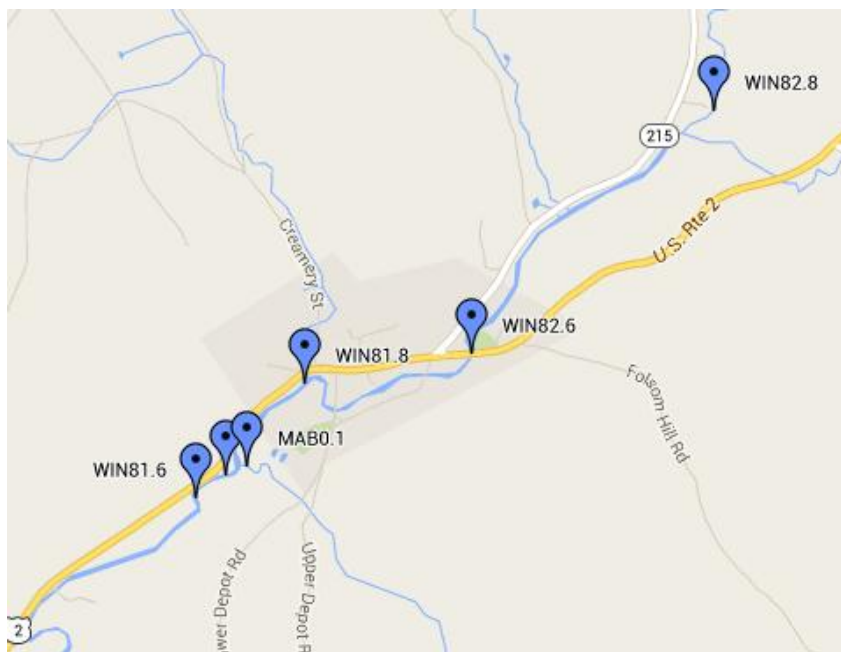 WIN82.8
215
U.S. Rte 2
Creamery St
WIN82.6
WIN81.8
Folsom Hill Rd
MAB0.1
WIN81.6
wer Depot Rd
Upper Depot R
2